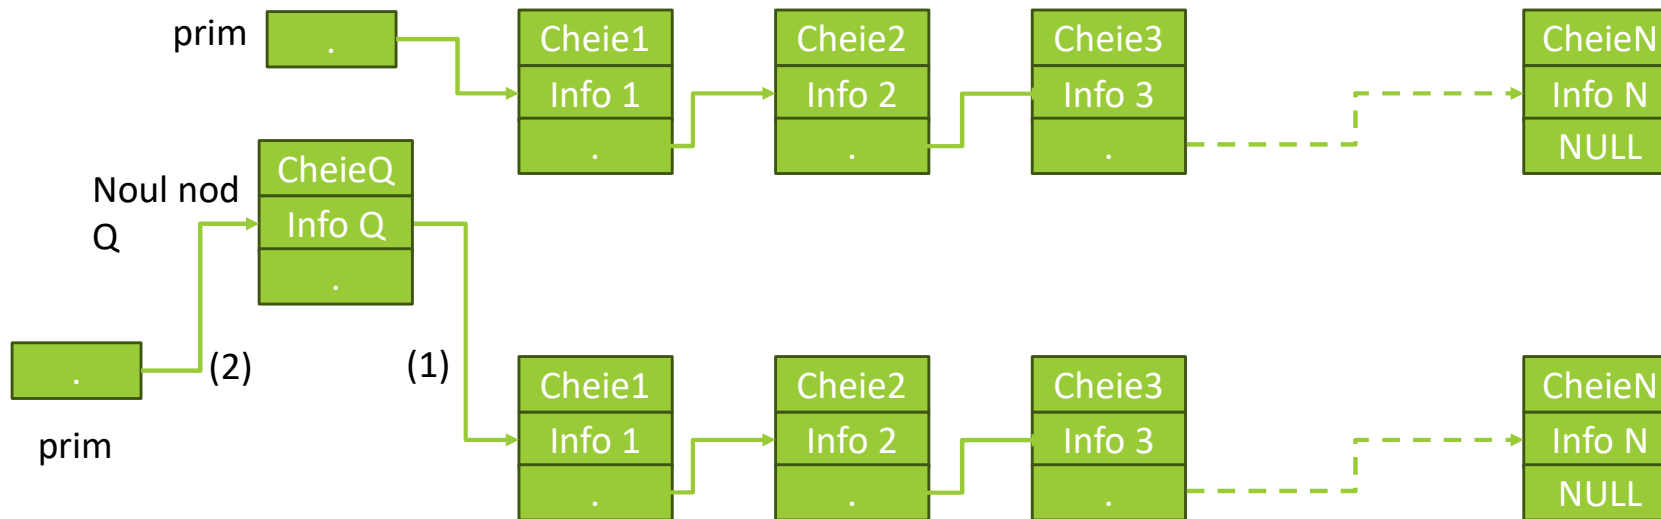 prim
.
Cheie1
Info 1
.
Cheie2
Info 2
.
Cheie3
Info 3
.
CheieN
Info N
NULL
Noul nod
Q
CheieQ
Info Q
.
.
prim
(2)
(1)
Cheie1
Info 1
.
Cheie2
Info 2
.
Cheie3
Info 3
.
CheieN
Info N
NULL